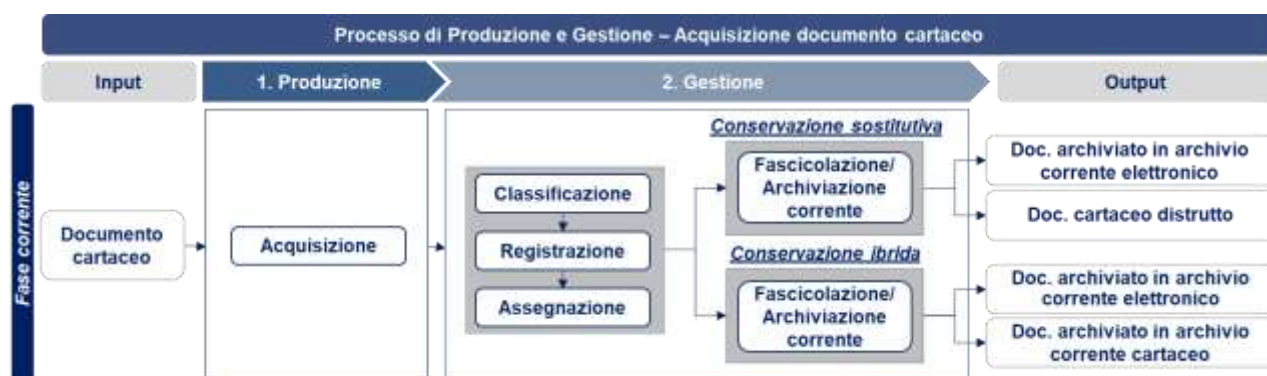 Processo di Produzione e Gestione – Acquisizione documento cartaceo
Input
1. Produzione
2. Gestione
Output
Fase corrente
Documento
cartaceo
Acquisizione
Classificazione
Registrazione
Assegnazione
Conservazione sostitutiva
Fascicolazione/
Archiviazione
corrente
Conservazione ibrida
Fascicolazione/
Archiviazione
corrente
Doc. archiviato in archivio
corrente elettronico
Doc. cartaceo distrutto
Doc. archiviato in archivio
corrente elettronico
Doc. archiviato in archivio
corrente cartaceo